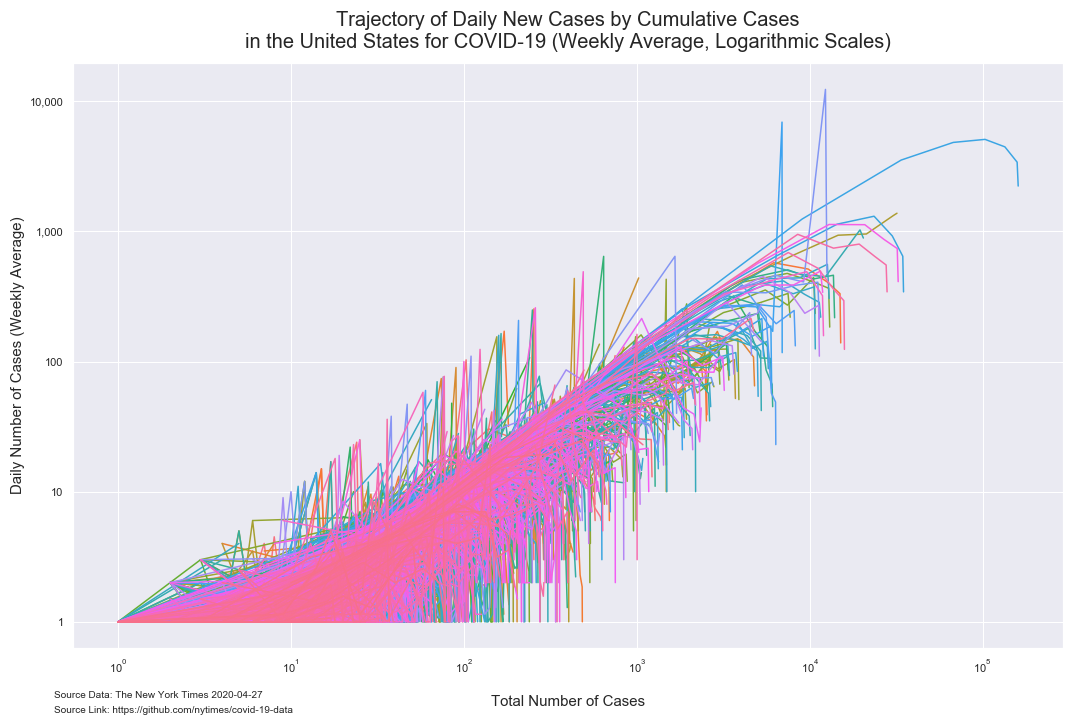 Trajectory of Daily New Cases by Cumulative Cases
in the United States for COVID-19 (Weekly Average, Logarithmic Scales)
Daily Number of Cases (Weekly Average)
10,000
1,000
100
10
1
10⁰
10¹
10²
10³
10⁴
10⁵
Total Number of Cases
Source Data: The New York Times 2020-04-27
Source Link: https://github.com/nytimes/covid-19-data